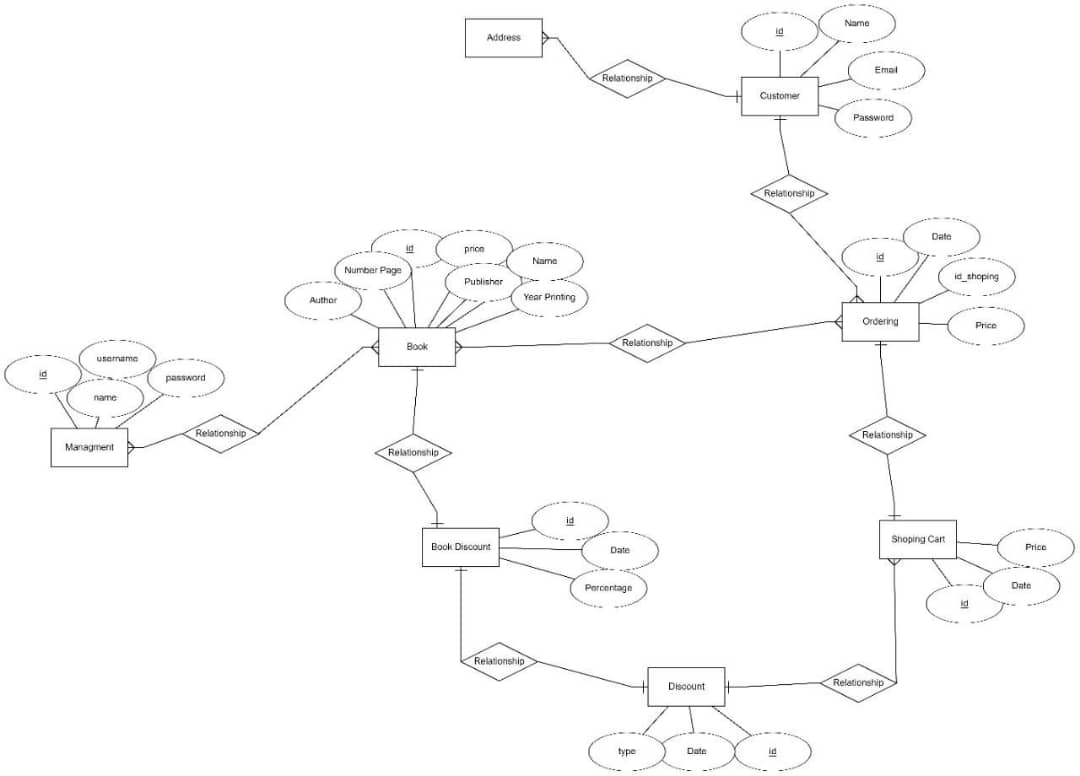 Address
id
Name
Relationship
Email
Customer
Password
Relationship
Date
id
price
Name
id
Number Page
Publisher
id_shoping
Author
Year Printing
Ordering
Price
Book
Relationship
username
id
password
name
Relationship
Relationship
Managment
Relationship
id
Shoping Cart
Price
Book Discount
Date
Percentage
Date
id
Relationship
Discount
Relationship
type
Date
id